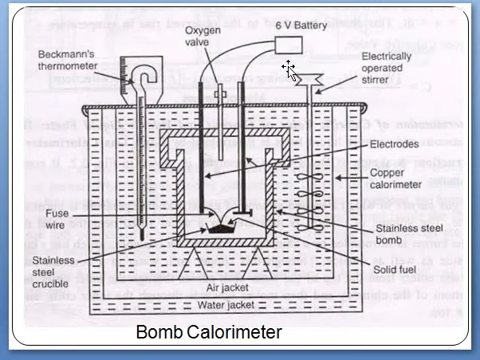 6 V Battery
Oxygen
valve
Beckmann's
thermometer
Electrically
operated
stirrer
Electrodes
Copper
calorimeter
Fuse
wire
Stainless steel
bomb
Stainless
steel
crucible
Solid fuel
Air jacket
Water jacket
Bomb Calorimeter